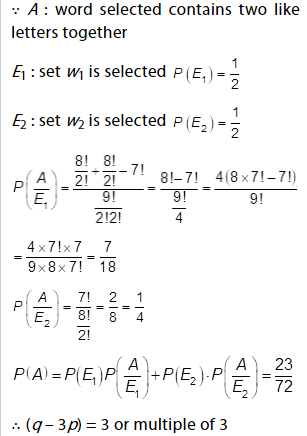 ∵ A : word selected contains two like
letters together
E₁ : set w₁ is selected P(E₁) = 1/2
E₂ : set w₂ is selected P(E₂) = 1/2
P(A/E₁) = (8!/2! + 8!/2! − 7!)/(9!/2!2!) = (8!−7!)/(9!/4) = 4(8×7!−7!)/9!
= 4×7!×7/9×8×7! = 7/18
P(A/E₂) = 7!/(8!/2!) = 2/8 = 1/4
P(A) = P(E₁)P(A/E₁)+P(E₂)·P(A/E₂) = 23/72
∴ (q – 3p) = 3 or multiple of 3